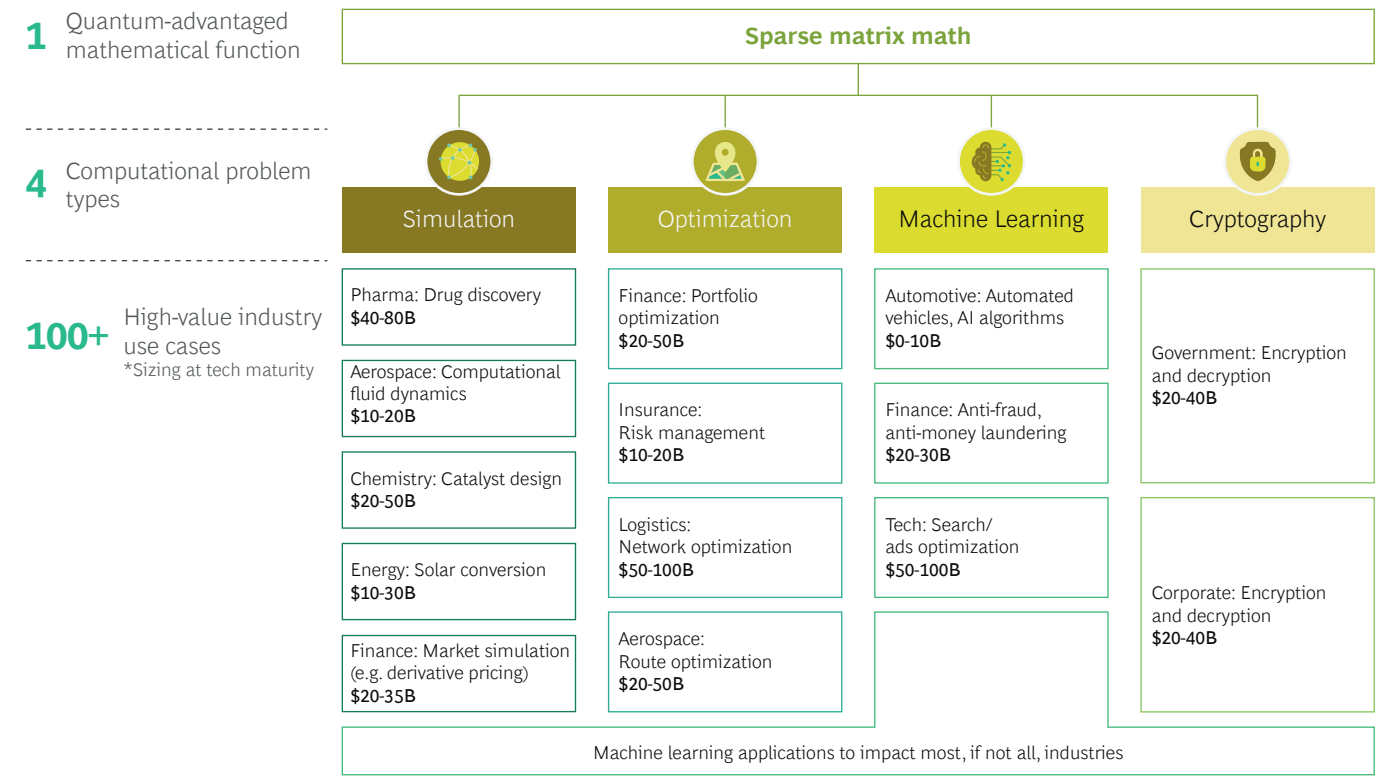 1
Quantum-advantaged
mathematical function
Sparse matrix math
4
Computational problem
types
Simulation
Optimization
Machine Learning
Cryptography
100+
High-value industry
use cases
*Sizing at tech maturity
Pharma: Drug discovery
$40-80B
Aerospace: Computational
fluid dynamics
$10-20B
Chemistry: Catalyst design
$20-50B
Energy: Solar conversion
$10-30B
Finance: Market simulation
(e.g. derivative pricing)
$20-35B
Finance: Portfolio
optimization
$20-50B
Insurance:
Risk management
$10-20B
Logistics:
Network optimization
$50-100B
Aerospace:
Route optimization
$20-50B
Automotive: Automated
vehicles, AI algorithms
$0-10B
Finance: Anti-fraud,
anti-money laundering
$20-30B
Tech: Search/
ads optimization
$50-100B
Government: Encryption
and decryption
$20-40B
Corporate: Encryption
and decryption
$20-40B
Machine learning applications to impact most, if not all, industries